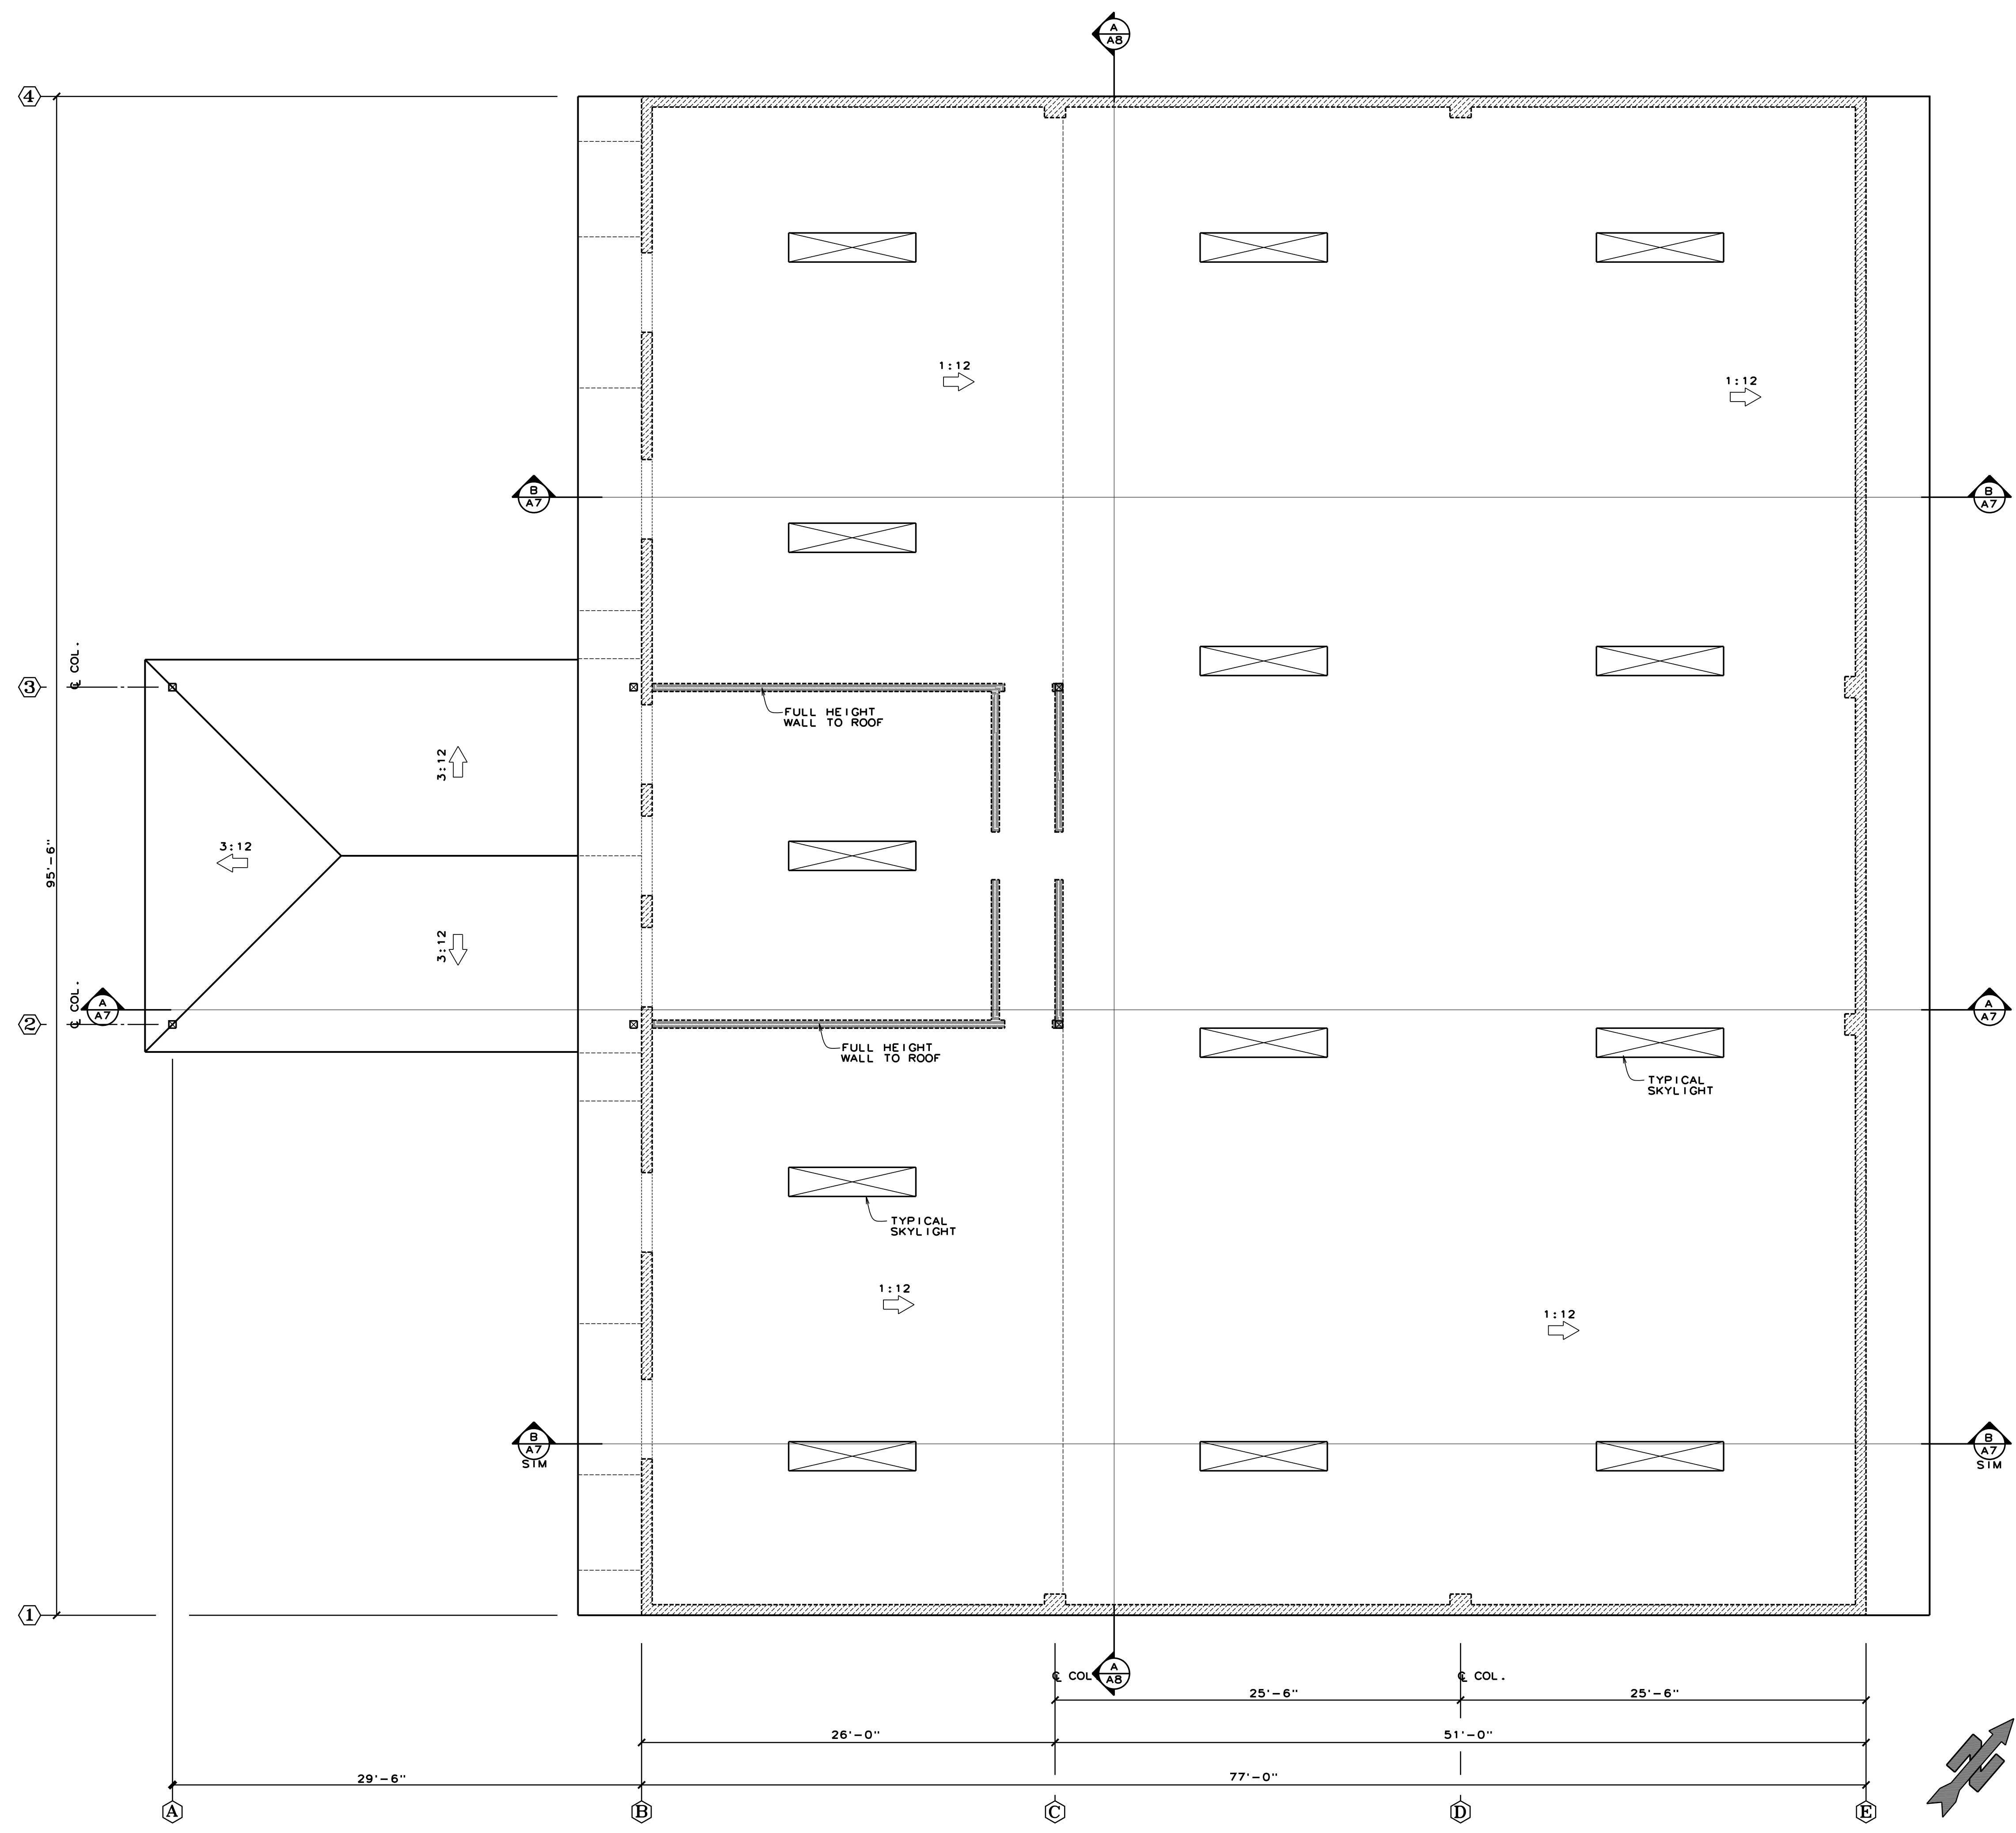 A
A8
4
1:12
1:12
B
A7
B
A7
℄ COL.
3
FULL HEIGHT
WALL TO ROOF
3:12
3:12
95'-6"
3:12
℄ COL.
A
A7
A
A7
2
FULL HEIGHT
WALL TO ROOF
TYPICAL
SKYLIGHT
TYPICAL
SKYLIGHT
1:12
1:12
B
A7
SIM
B
A7
SIM
1
℄ COL
A
A8
℄ COL.
25'-6"
25'-6"
26'-0"
51'-0"
29'-6"
77'-0"
A
B
C
D
E
N